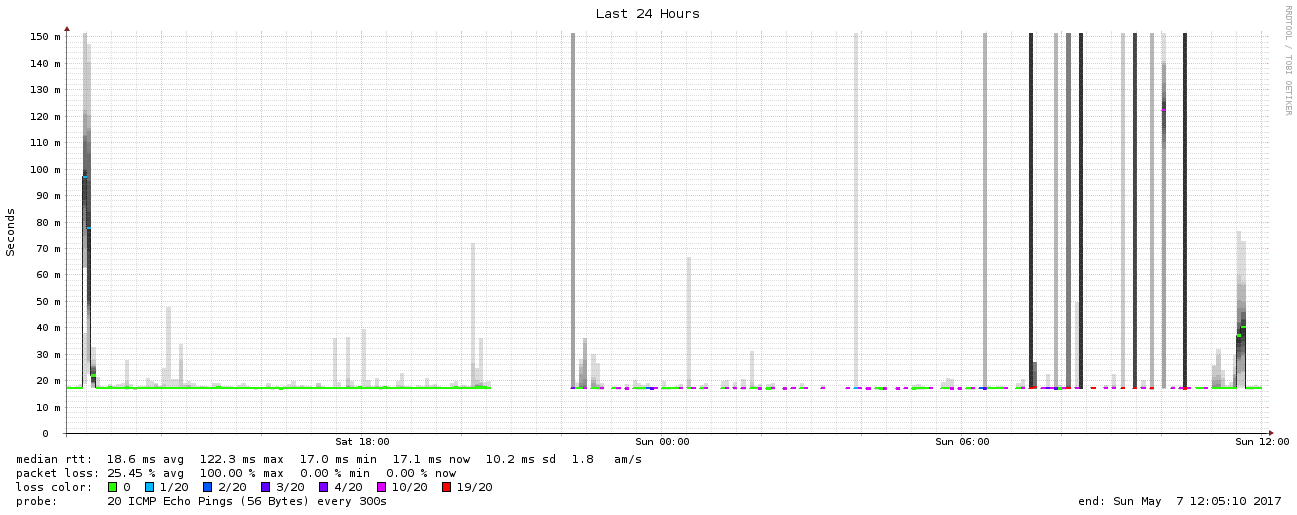 Last 24 Hours
RRDTOOL / TOBI OETIKER
Seconds
150 m
140 m
130 m
120 m
110 m
100 m
90 m
80 m
70 m
60 m
50 m
40 m
30 m
20 m
10 m
0
Sat 18:00 Sun 00:00 Sun 06:00 Sun 12:00
median rtt: 18.6 ms avg 122.3 ms max 17.0 ms min 17.1 ms now 10.2 ms sd 1.8 am/s
packet loss: 25.45 % avg 100.00 % max 0.00 % min 0.00 % now
loss color: 0 1/20 2/20 3/20 4/20 10/20 19/20
probe: 20 ICMP Echo Pings (56 Bytes) every 300s end: Sun May 7 12:05:10 2017